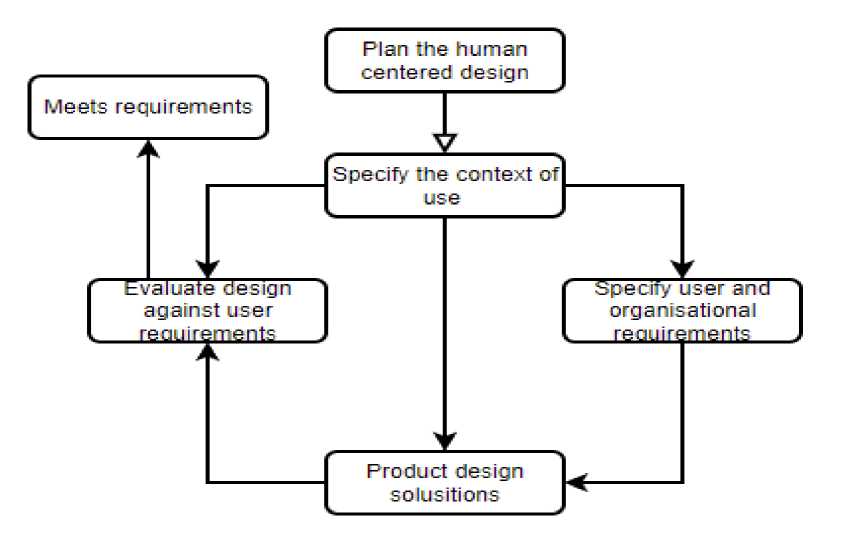 Plan the human
centered design
Meets requirements
Specify the context of
use
Evaluate design
against user
requirements
Specify user and
organisational
requirements
Product design
solusitions